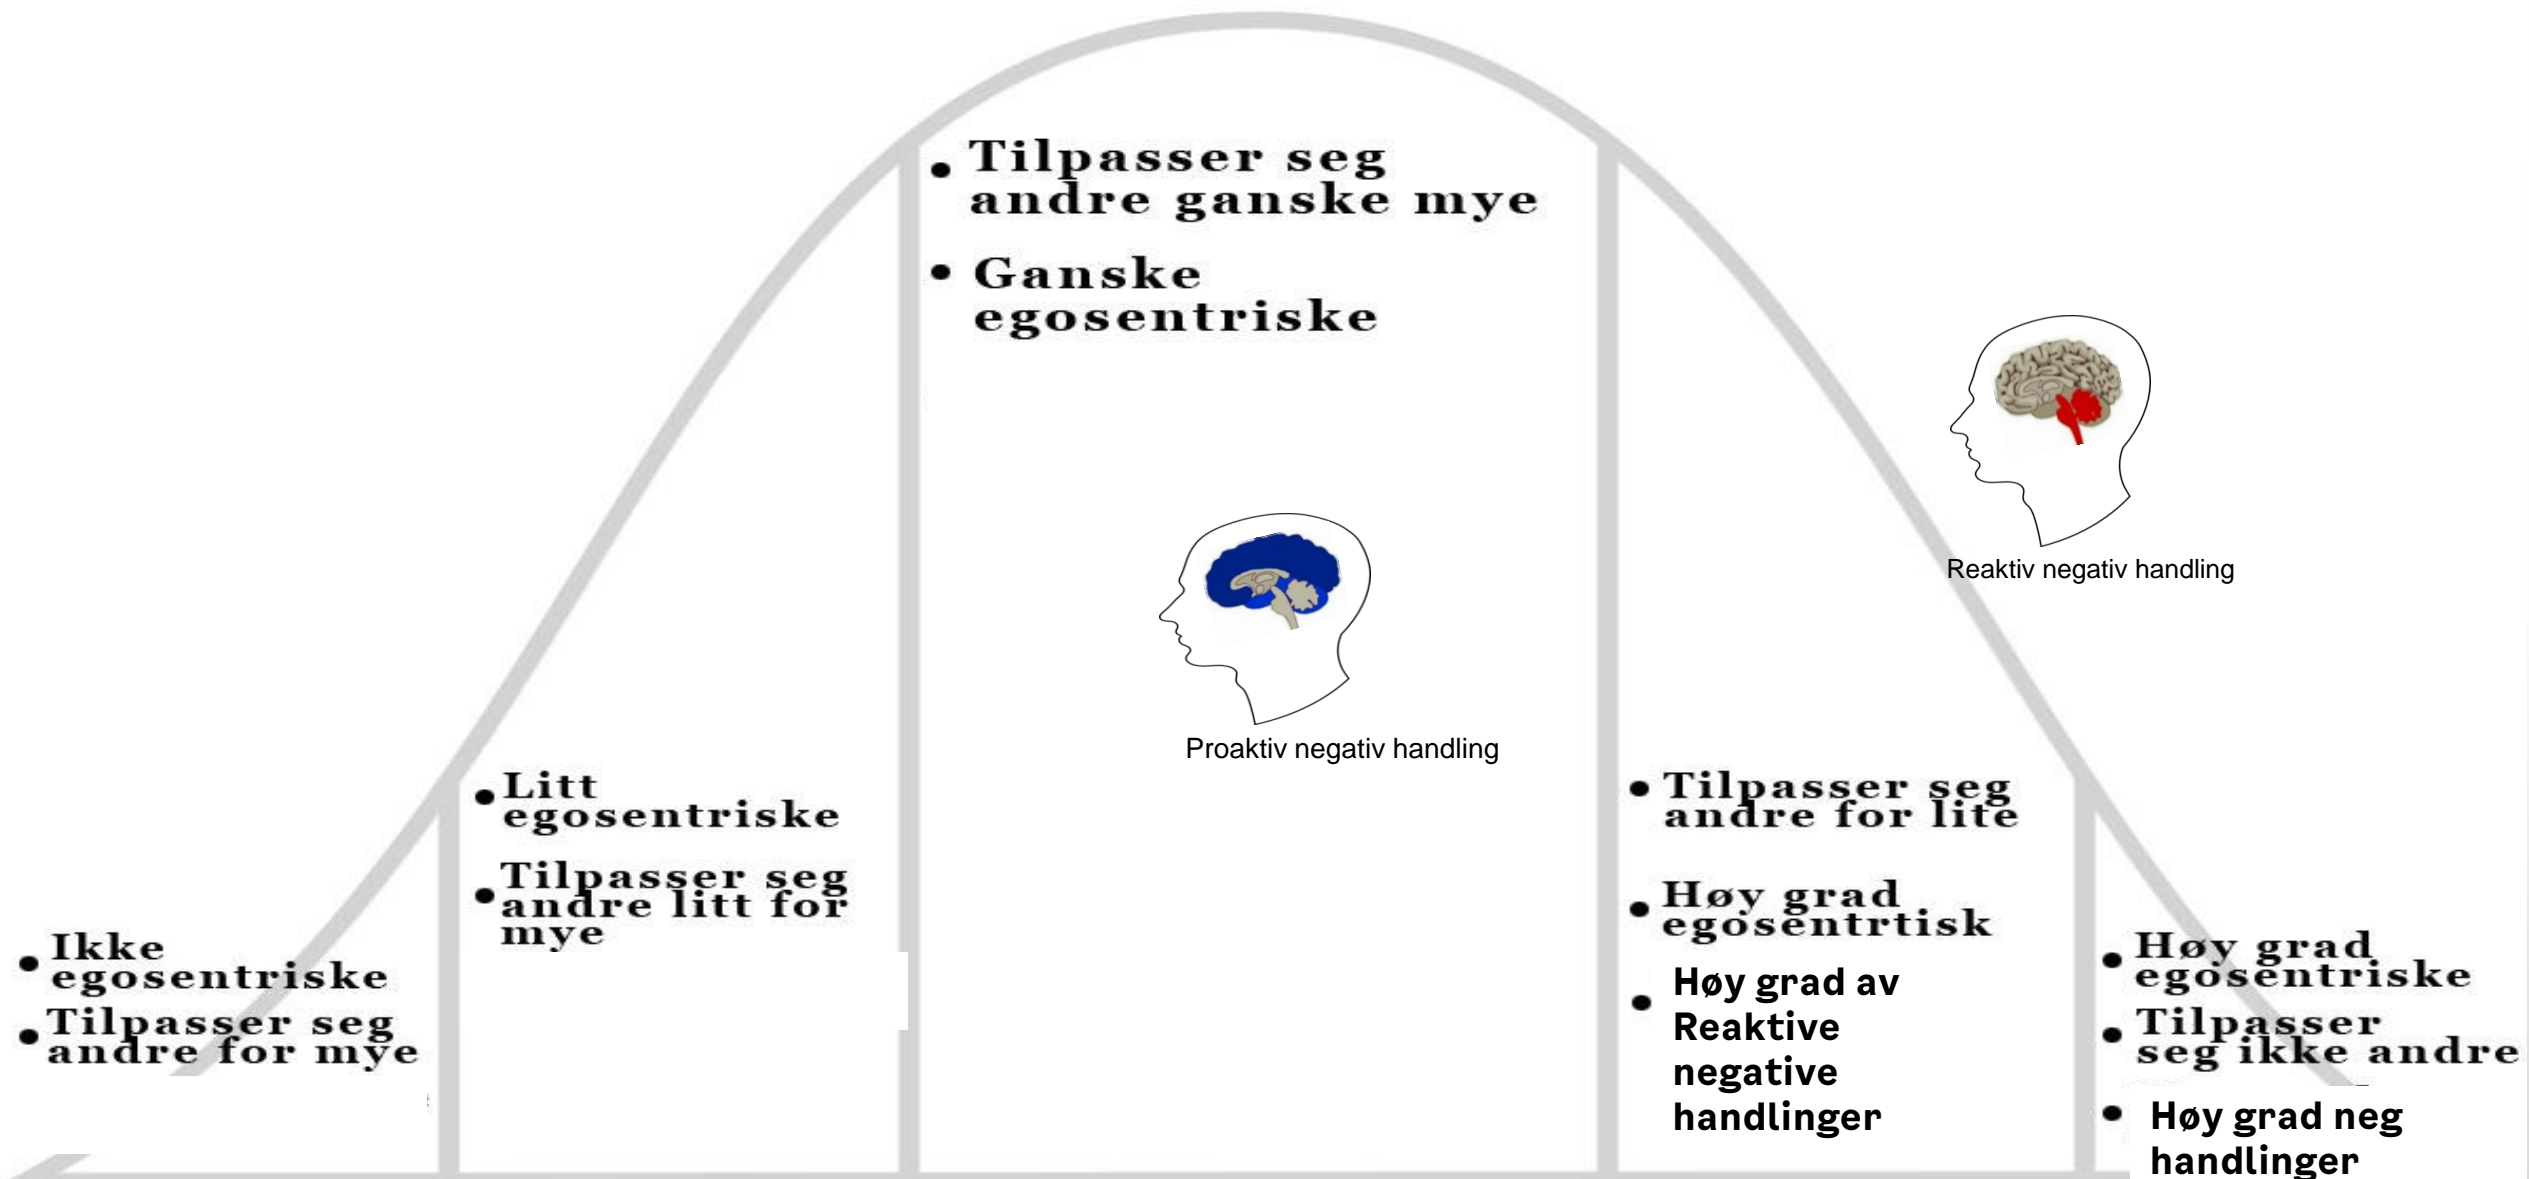 Tilpasser seg
andre ganske mye
Ganske
egosentriske
Reaktiv negativ handling
Proaktiv negativ handling
Ikke
egosentriske
Tilpasser seg
andre for mye
Litt
egosentriske
Tilpasser seg
andre litt for
mye
Tilpasser seg
andre for lite
Høy grad
egosentrtisk
Høy grad av
Reaktive
negative
handlinger
Høy grad
egosentriske
Tilpasser
seg ikke andre
Høy grad neg
handlinger